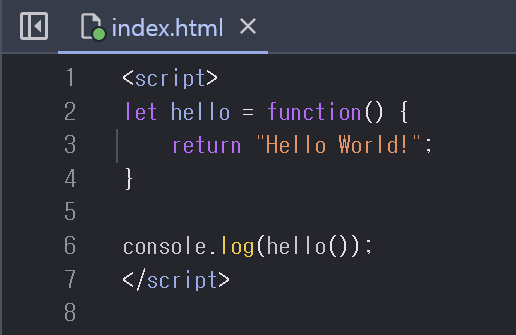 index.html
1 <script>
2 let hello = function() {
3     return "Hello World!";
4 }
5
6 console.log(hello());
7 </script>
8